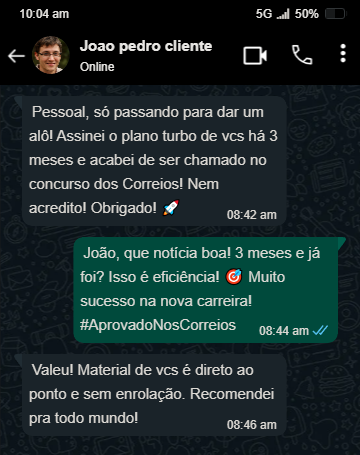 10:04 am 5G 50%
Joao pedro cliente
Online
Pessoal, só passando para dar um
alô! Assinei o plano turbo de vcs há 3
meses e acabei de ser chamado no
concurso dos Correios! Nem
acredito! Obrigado! 🚀
08:42 am
João, que notícia boa! 3 meses e já
foi? Isso é eficiência! 🎯 Muito
sucesso na nova carreira!
#AprovadoNosCorreios
08:44 am
Valeu! Material de vcs é direto ao
ponto e sem enrolação. Recomendei
pra todo mundo!
08:46 am